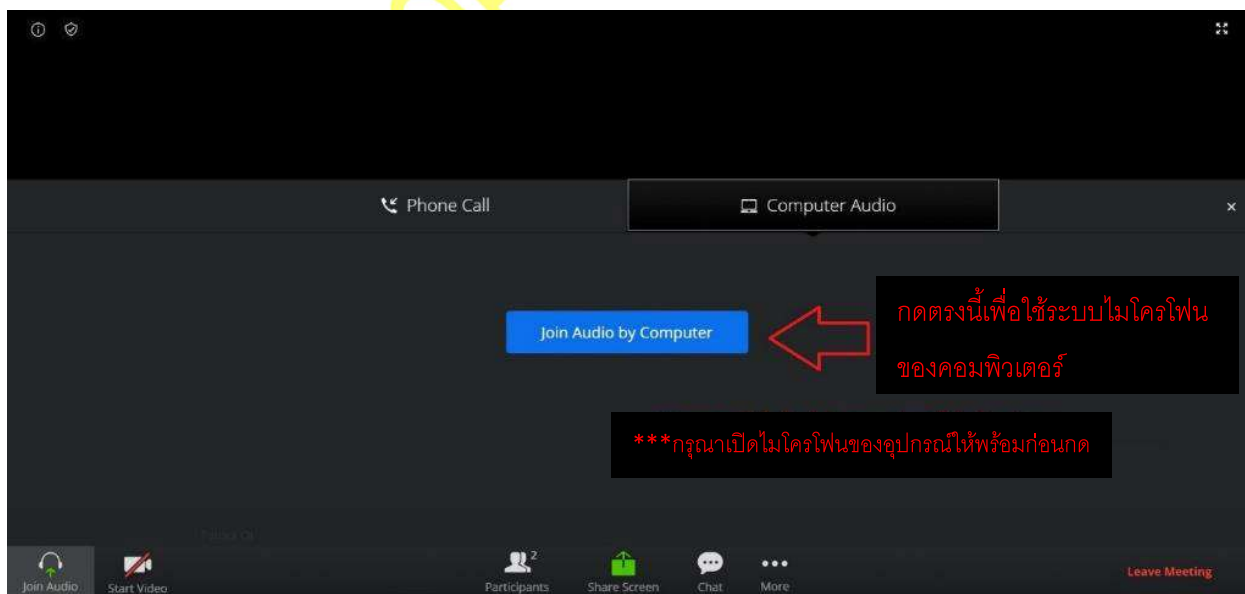 Phone Call
Computer Audio
กดตรงนี้เพื่อใช้ระบบไมโครโฟน
Join Audio by Computer
ของคอมพิวเตอร์
***กรุณาเปิดไมโครโฟนของอุปกรณ์ให้พร้อมก่อนกด
2
Join Audio
Start Video
Participants
Share Screen
Chat
More
Leave Meeting